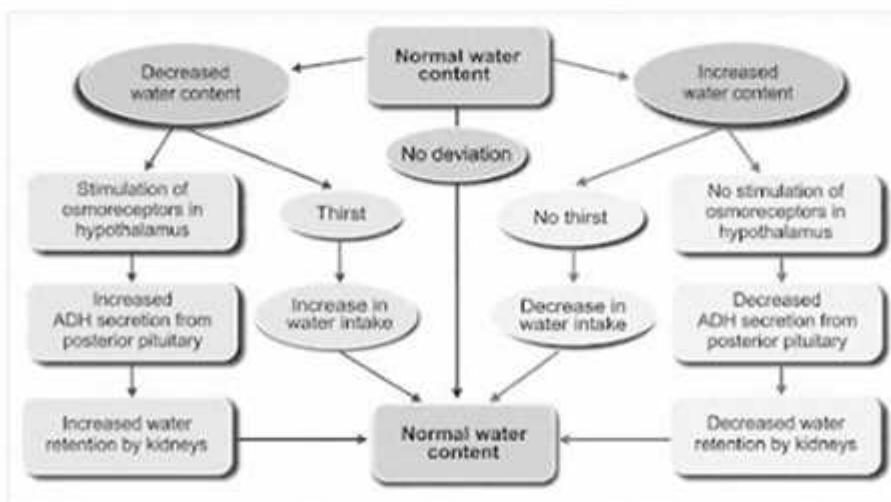 Normal water
content
Decreased
water content
Increased
water content
No deviation
Stimulation of
osmoreceptors in
hypothalamus
Thirst
No thirst
No stimulation of
osmoreceptors in
hypothalamus
Increased
ADH secretion from
posterior pituitary
Increase in
water intake
Decrease in
water intake
Decreased
ADH secretion from
posterior pituitary
Increased water
retention by kidneys
Normal water
content
Decreased water
retention by kidneys